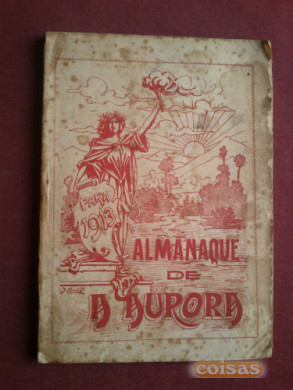 PARA
1913
ALMANAQUE
DE
A AURORA
coisas